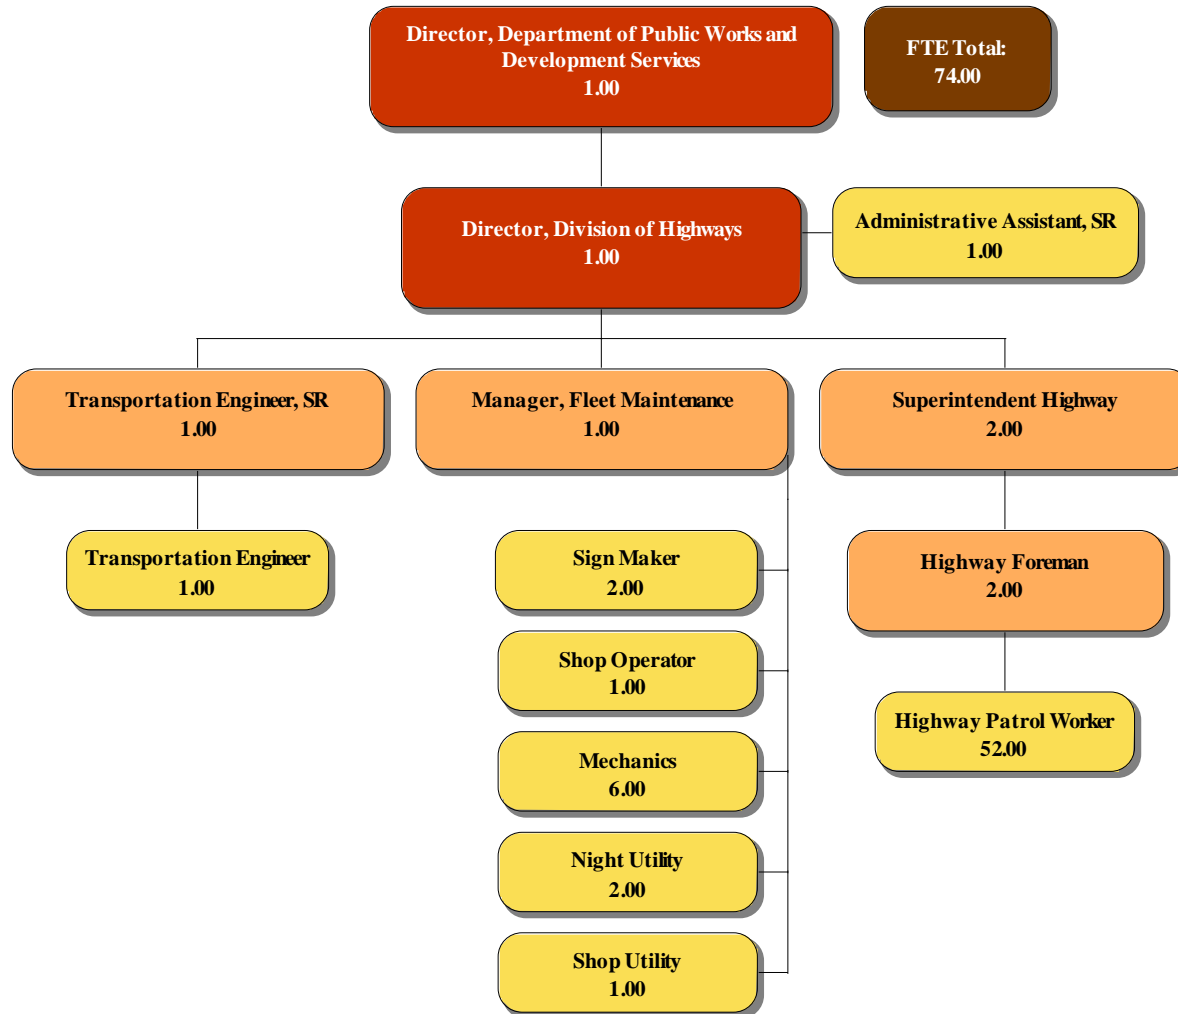 Director, Department of Public Works and
Development Services
1.00
FTE Total:
74.00
Director, Division of Highways
1.00
Administrative Assistant, SR
1.00
Transportation Engineer, SR
1.00
Manager, Fleet Maintenance
1.00
Superintendent Highway
2.00
Transportation Engineer
1.00
Sign Maker
2.00
Highway Foreman
2.00
Shop Operator
1.00
Highway Patrol Worker
52.00
Mechanics
6.00
Night Utility
2.00
Shop Utility
1.00